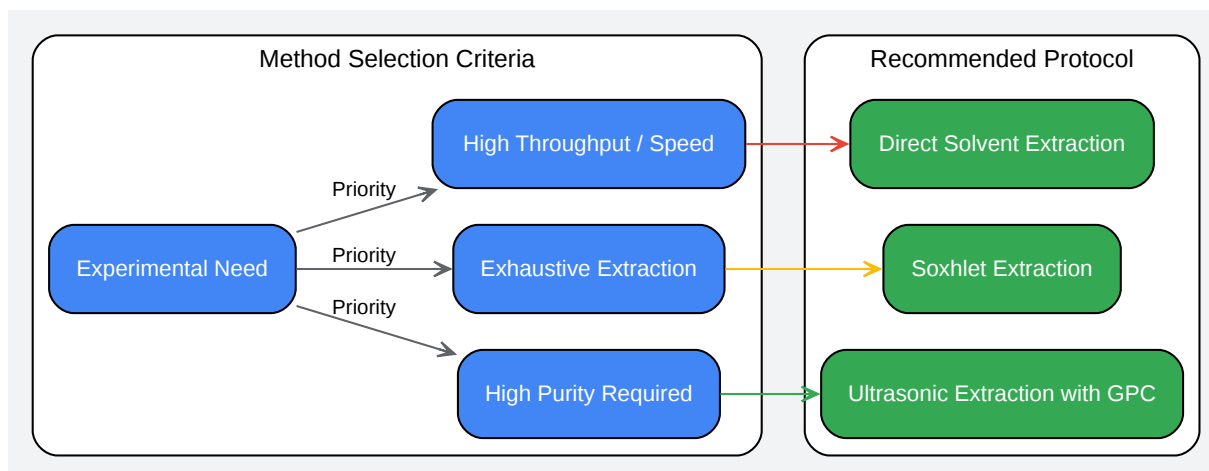 Method Selection Criteria
Recommended Protocol
High Throughput / Speed
Direct Solvent Extraction
Priority
Experimental Need
Priority
Exhaustive Extraction
Soxhlet Extraction
Priority
High Purity Required
Ultrasonic Extraction with GPC